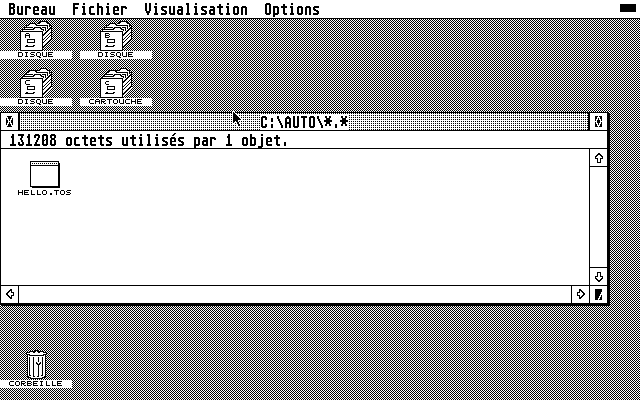 Bureau Fichier Visualisation Options
A B
DISQUE DISQUE
C c
DISQUE CARTOUCHE
C:\AUTO\*.*
131208 octets utilisés par 1 objet.
HELLO.TOS
CORBEILLE